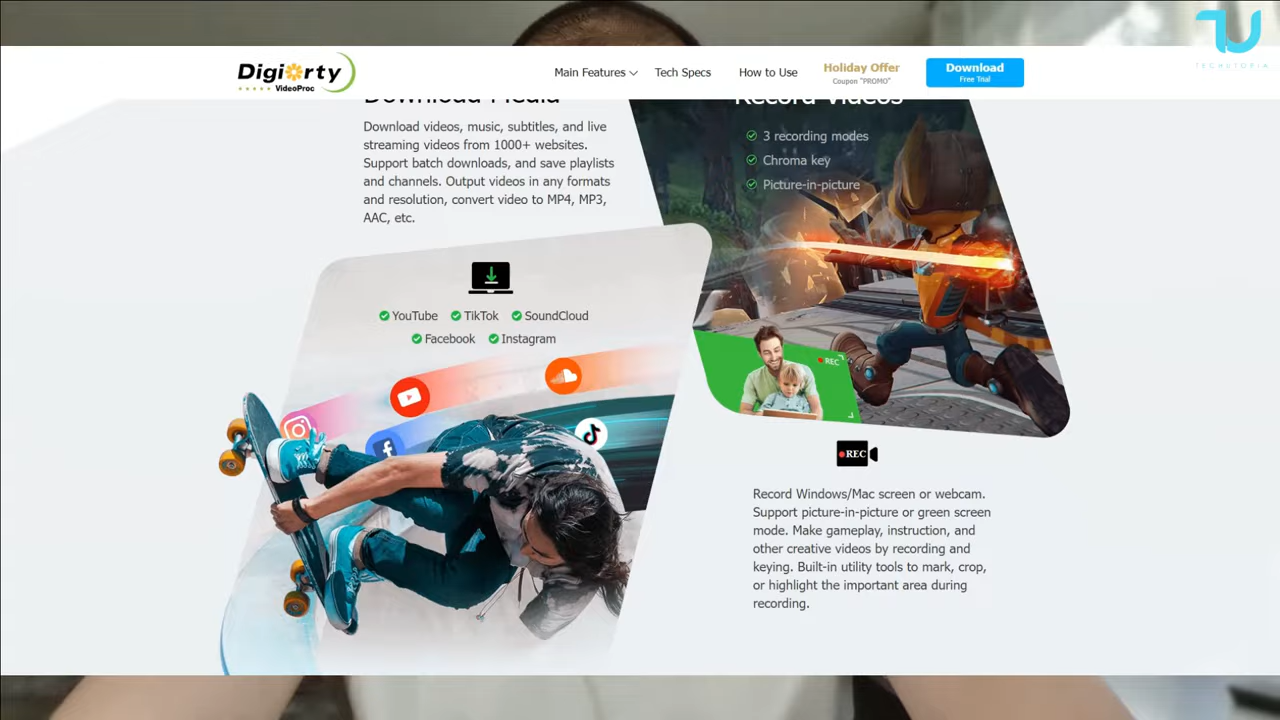 Digiarty
VideoProc
Main Features
Tech Specs
How to Use
Holiday Offer
Coupon "PROMO"
Download
Free Trial
TECHUTOPIA
Download Media
Download videos, music, subtitles, and live
streaming videos from 1000+ websites.
Support batch downloads, and save playlists
and channels. Output videos in any formats
and resolution, convert video to MP4, MP3,
AAC, etc.
YouTube TikTok SoundCloud
Facebook Instagram
Record Videos
3 recording modes
Chroma key
Picture-in-picture
REC
REC
Record Windows/Mac screen or webcam.
Support picture-in-picture or green screen
mode. Make gameplay, instruction, and
other creative videos by recording and
keying. Built-in utility tools to mark, crop,
or highlight the important area during
recording.